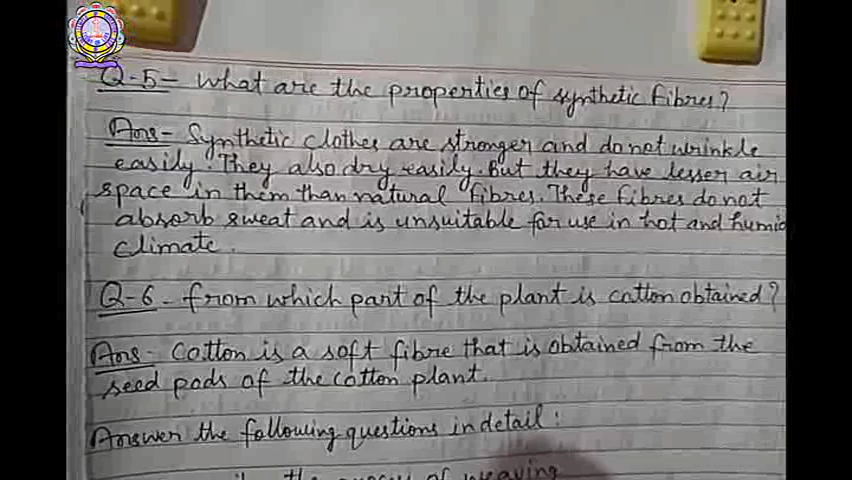 Q-5- What are the properties of synthetic fibres?
Ans- Synthetic clothes are stronger and do not wrinkle
easily. They also dry easily. But they have lesser air
space in them than natural fibres. These fibres do not
absorb sweat and is unsuitable for use in hot and humid
climate.
Q-6- From which part of the plant is cotton obtained?
Ans- Cotton is a soft fibre that is obtained from the
seed pods of the cotton plant.
Answer the following questions in detail:
the process of weaving